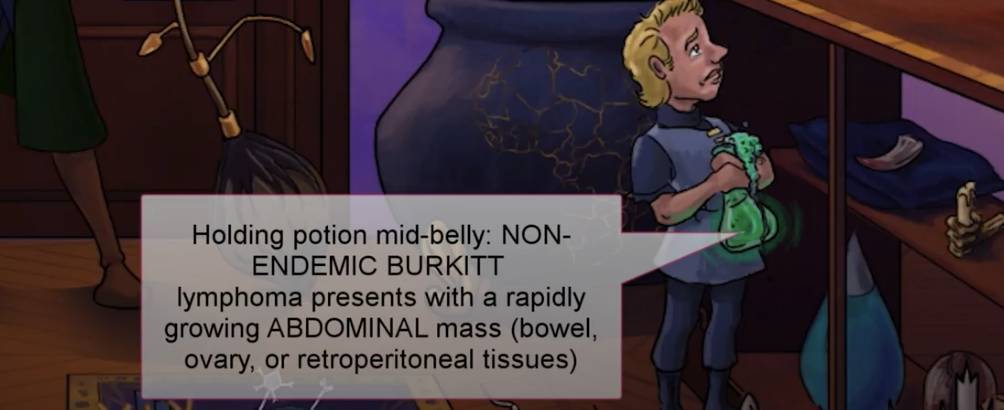 Holding potion mid-belly: NON-
ENDEMIC BURKITT
lymphoma presents with a rapidly
growing ABDOMINAL mass (bowel,
ovary, or retroperitoneal tissues)